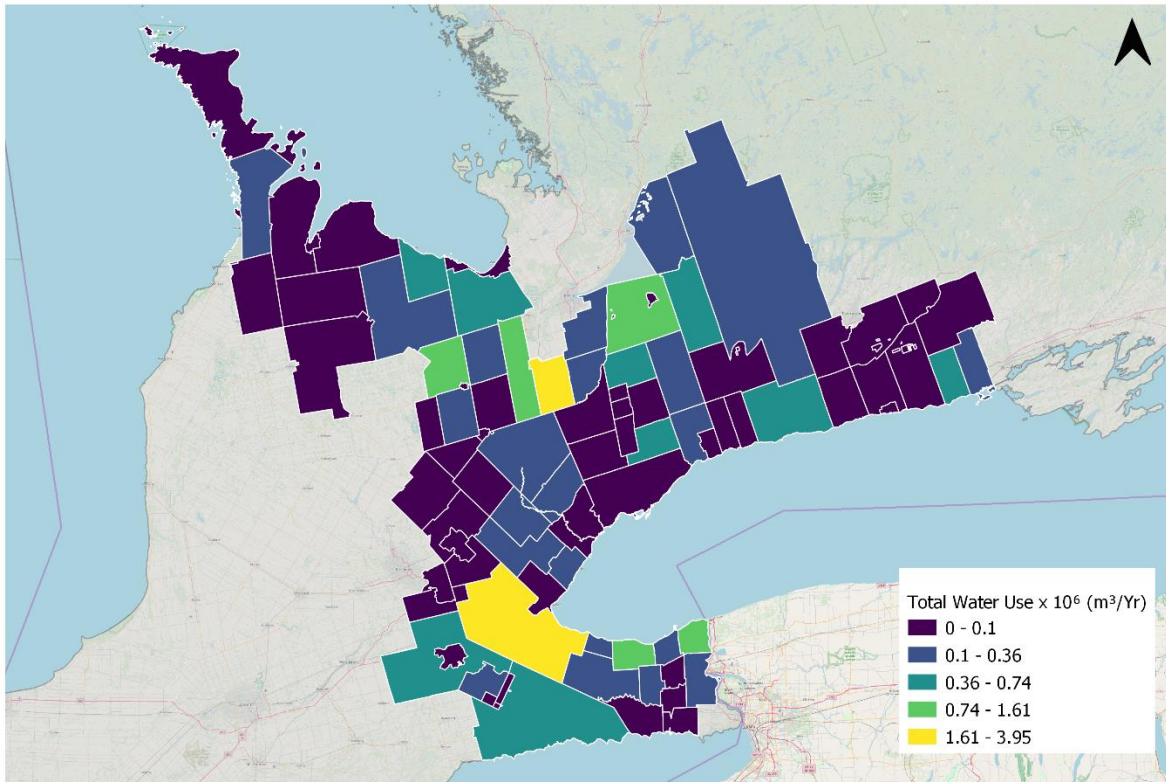 Total Water Use x 10⁶ (m³/Yr)
0 - 0.1
0.1 - 0.36
0.36 - 0.74
0.74 - 1.61
1.61 - 3.95